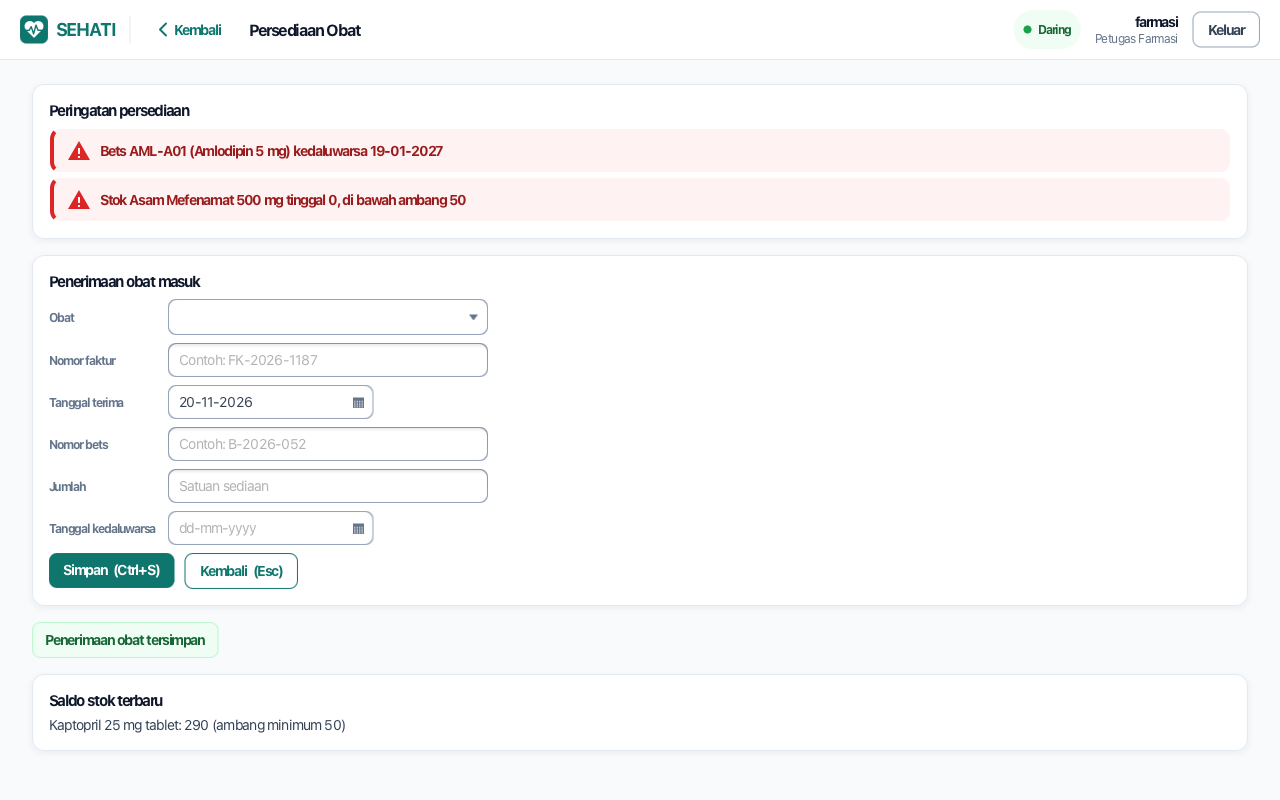 SEHATI
Kembali
Persediaan Obat
Daring
farmasi
Petugas Farmasi
Keluar
Peringatan persediaan
Bets AML-A01 (Amlodipin 5 mg) kedaluwarsa 19-01-2027
Stok Asam Mefenamat 500 mg tinggal 0, di bawah ambang 50
Penerimaan obat masuk
Obat
Nomor faktur
Contoh: FK-2026-1187
Tanggal terima
20-11-2026
Nomor bets
Contoh: B-2026-052
Jumlah
Satuan sediaan
Tanggal kedaluwarsa
dd-mm-yyyy
Simpan (Ctrl+S)
Kembali (Esc)
Penerimaan obat tersimpan
Saldo stok terbaru
Kaptopril 25 mg tablet: 290 (ambang minimum 50)